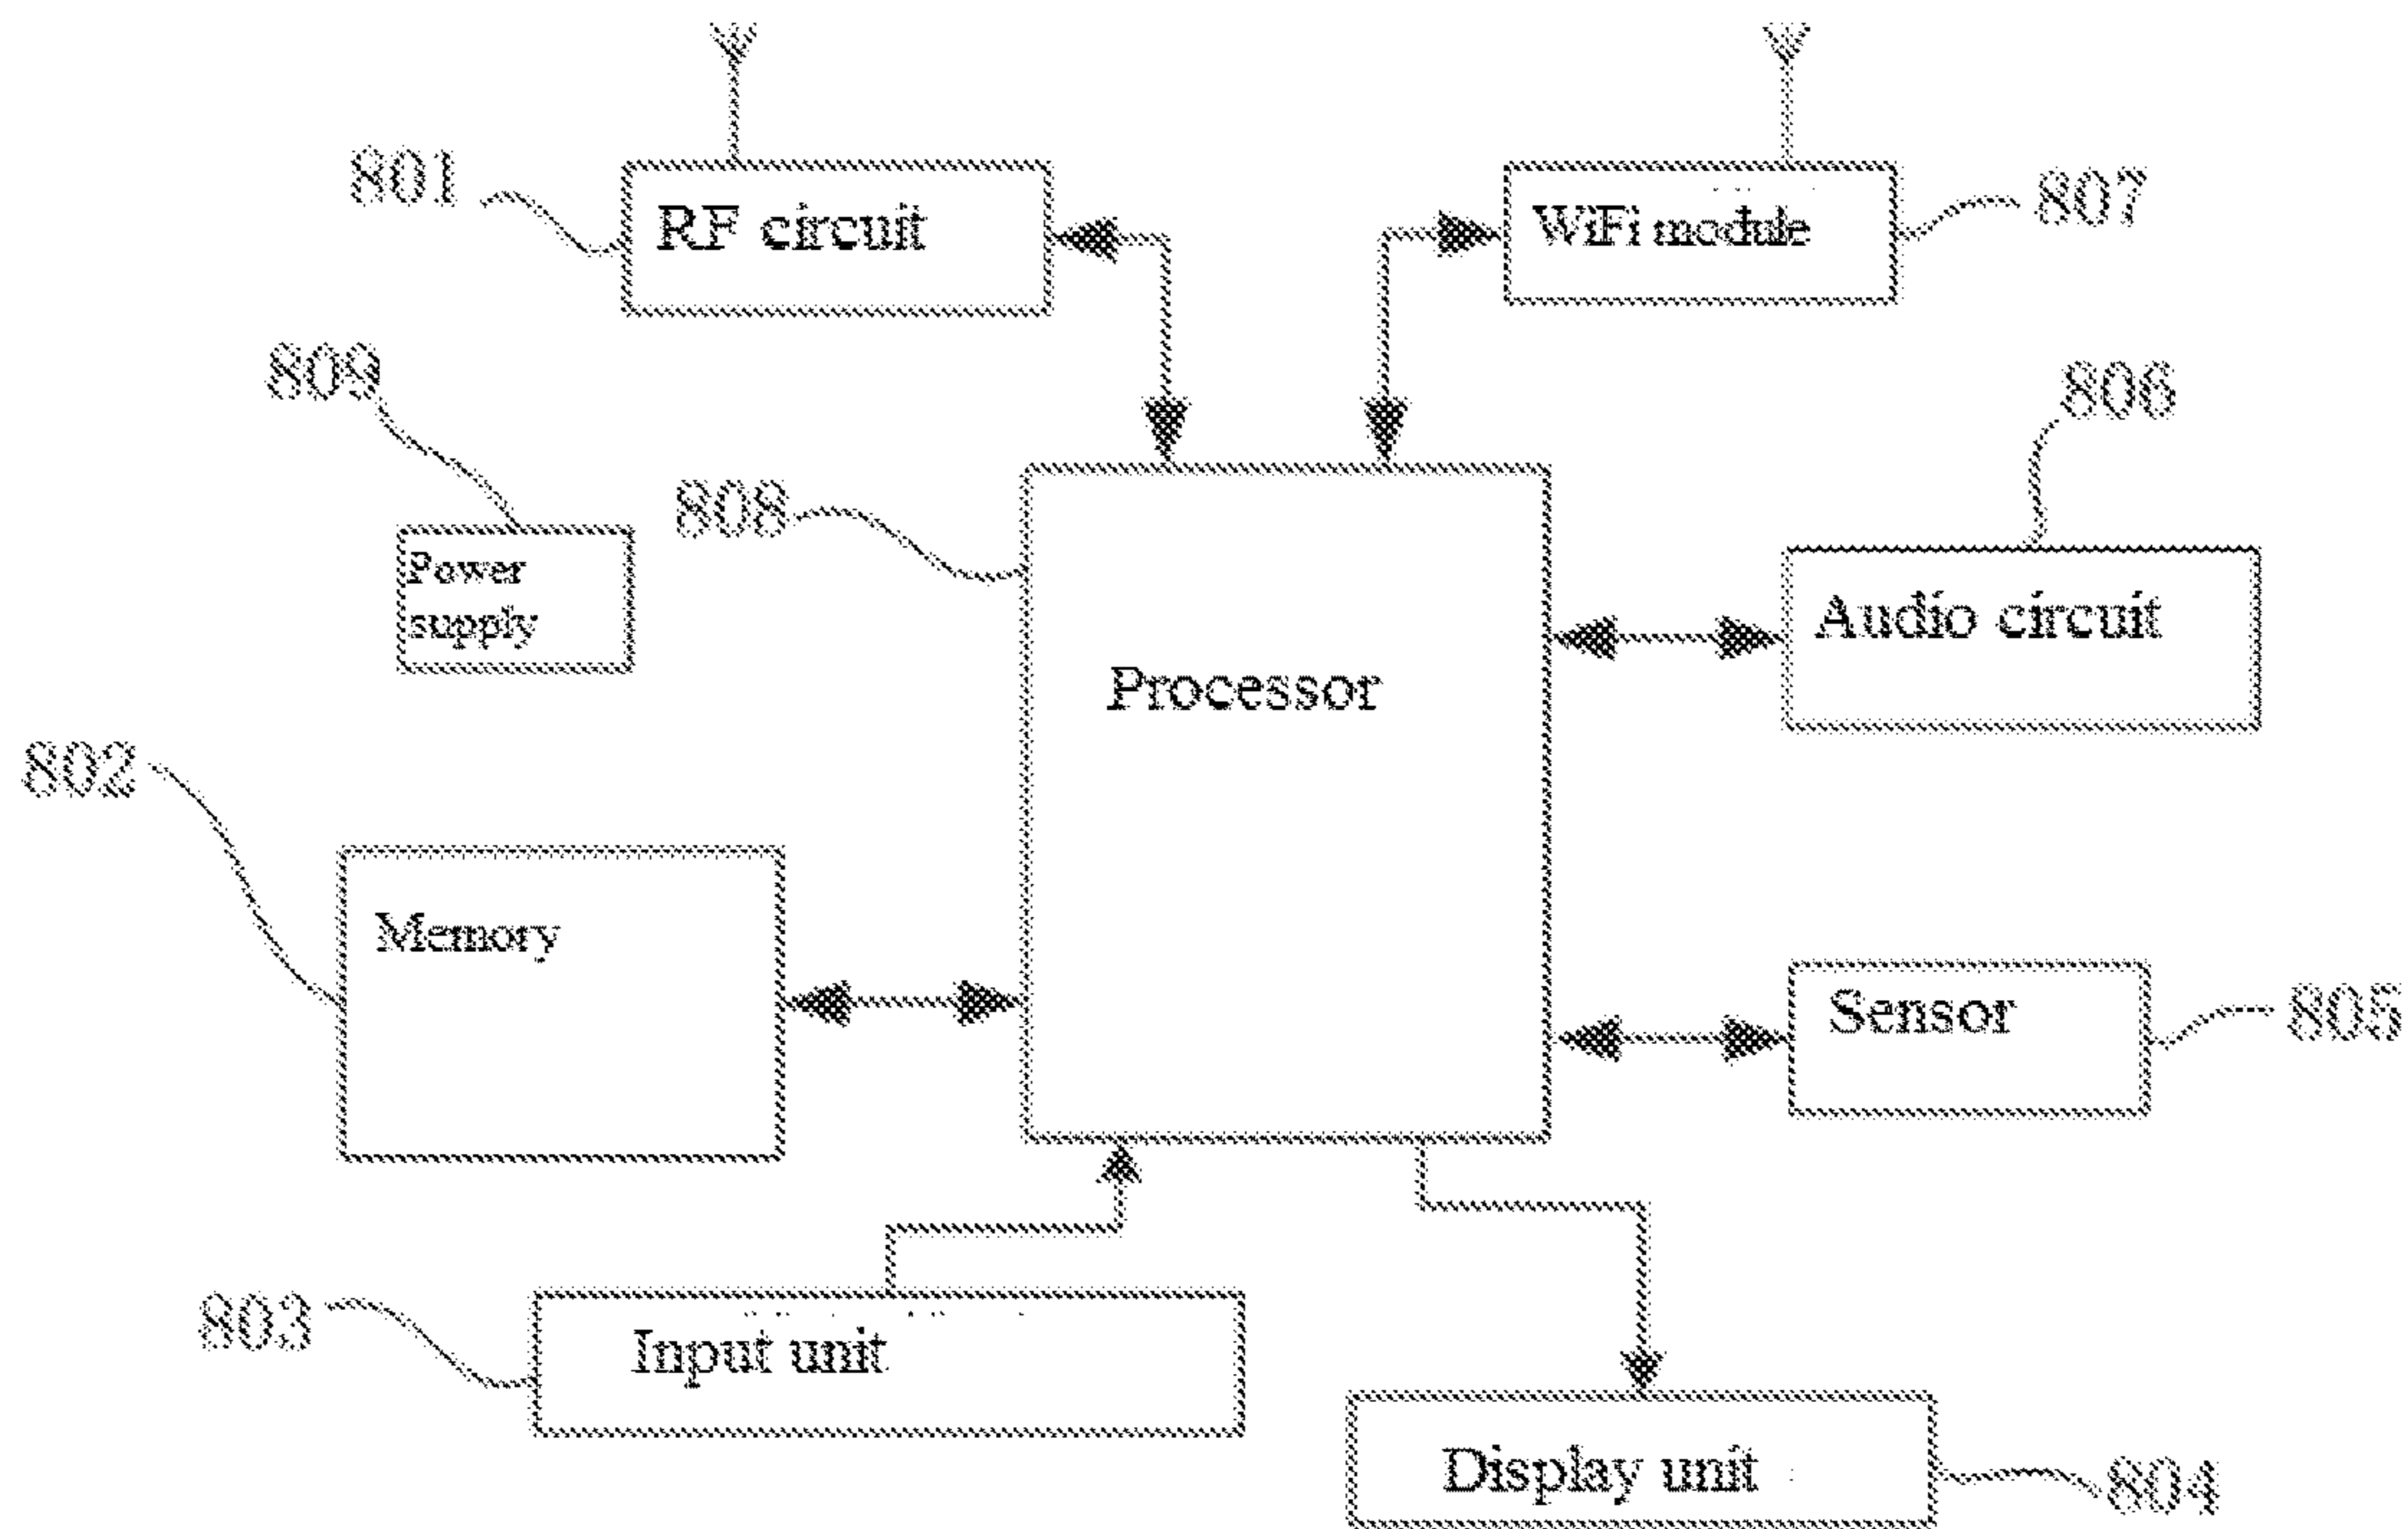 801
RF circuit
WiFi module
807
809
806
808
Power
supply
Audio circuit
Processor
802
Memory
Sensor
805
803
Input unit
Display unit
804